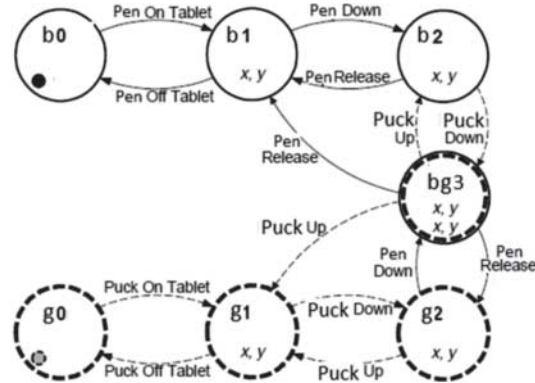 Pen On Tablet
b0
b1
x, y
Pen Off Tablet
Pen Down
b2
x, y
Pen Release
Puck
Up
Puck
Down
Pen
Release
bg3
x, y
x, y
Puck Up
Pen
Down
Pen
Release
Puck On Tablet
g0
g1
x, y
Puck Off Tablet
Puck Down
g2
x, y
Puck Up